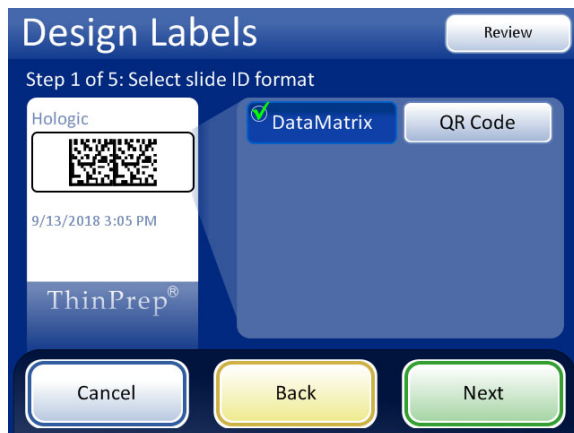 Design Labels
Review
Step 1 of 5: Select slide ID format
Hologic
9/13/2018 3:05 PM
ThinPrep®
DataMatrix
QR Code
Cancel
Back
Next